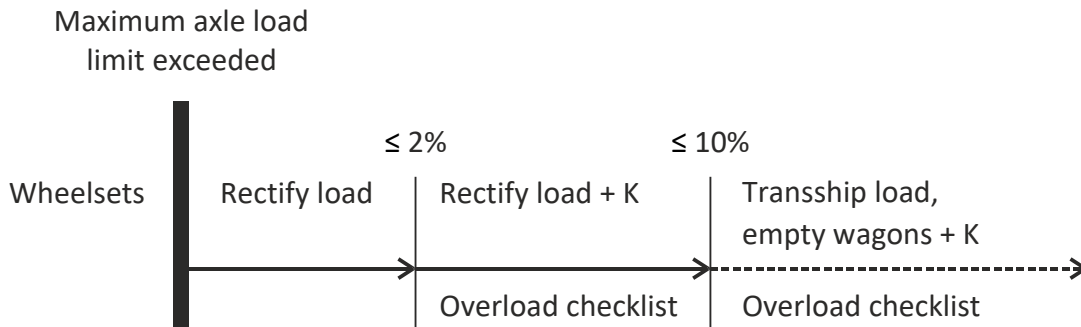 Maximum axle load
limit exceeded
≤ 2%
≤ 10%
Wheelsets
Rectify load
Rectify load + K
Transship load,
empty wagons + K
Overload checklist
Overload checklist